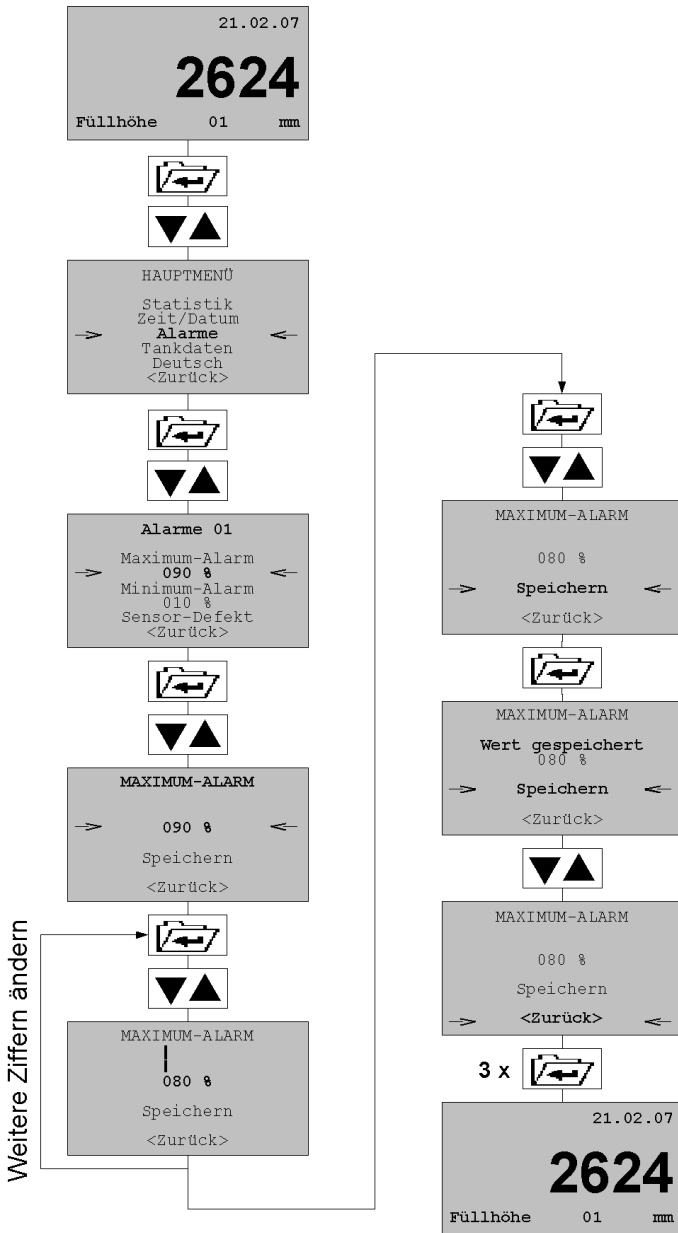 21.02.07
2624
Füllhöhe 01 mm
HAUPTMENÜ
Statistik
Zeit/Datum
Alarme
Tankdaten
Deutsch
<Zurück>
Alarme 01
Maximum-Alarm
090 %
Minimum-Alarm
010 %
Sensor-Defekt
<Zurück>
MAXIMUM-ALARM
090 %
Speichern
<Zurück>
Weitere Ziffern ändern
MAXIMUM-ALARM
080 %
Speichern
<Zurück>
MAXIMUM-ALARM
080 %
Speichern
<Zurück>
MAXIMUM-ALARM
Wert gespeichert
080 %
Speichern
<Zurück>
MAXIMUM-ALARM
080 %
Speichern
<Zurück>
3 x
21.02.07
2624
Füllhöhe 01 mm